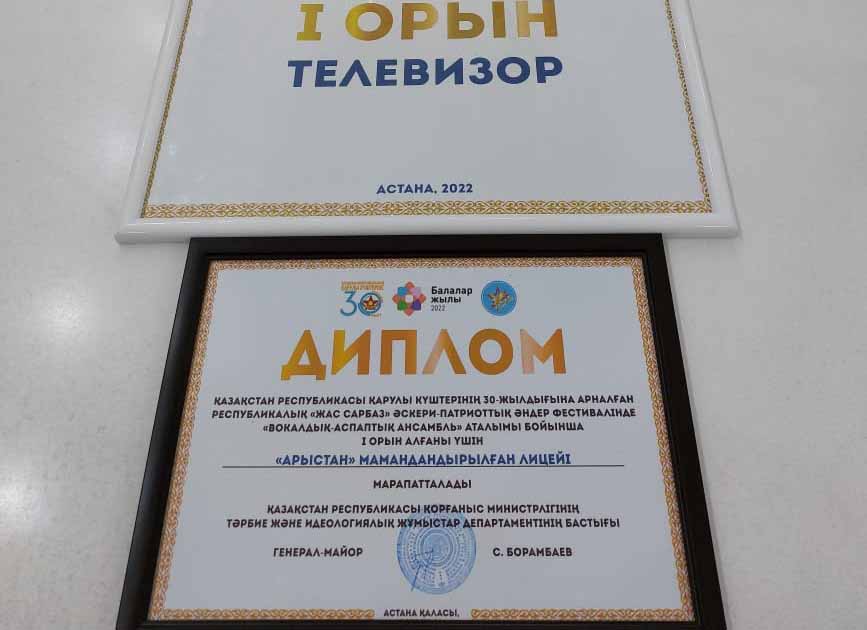 І ОРЫН
ТЕЛЕВИЗОР
АСТАНА, 2022
30
Балалар
жылы
2022
ДИПЛОМ
ҚАЗАҚСТАН РЕСПУБЛИКАСЫ ҚАРУЛЫ КҮШТЕРІНІҢ 30-ЖЫЛДЫҒЫНА АРНАЛҒАН
РЕСПУБЛИКАЛЫҚ «ЖАС САРБАЗ» ӘСКЕРИ-ПАТРИОТТЫҚ ӘНДЕР ФЕСТИВАЛІНДЕ
«ВОКАЛДЫҚ-АСПАПТЫҚ АНСАМБЛЬ» АТАЛЫМЫ БОЙЫНША
І ОРЫН АЛҒАНЫ ҮШІН
«АРЫСТАН» МАМАНДАНДЫРЫЛҒАН ЛИЦЕЙІ
МАРАПАТТАЛАДЫ
ҚАЗАҚСТАН РЕСПУБЛИКАСЫ ҚОРҒАНЫС МИНИСТРЛІГІНІҢ
ТӘРБИЕ ЖӘНЕ ИДЕОЛОГИЯЛЫҚ ЖҰМЫСТАР ДЕПАРТАМЕНТІНІҢ БАСТЫҒЫ
ГЕНЕРАЛ-МАЙОР С. БОРАМБАЕВ
АСТАНА ҚАЛАСЫ,